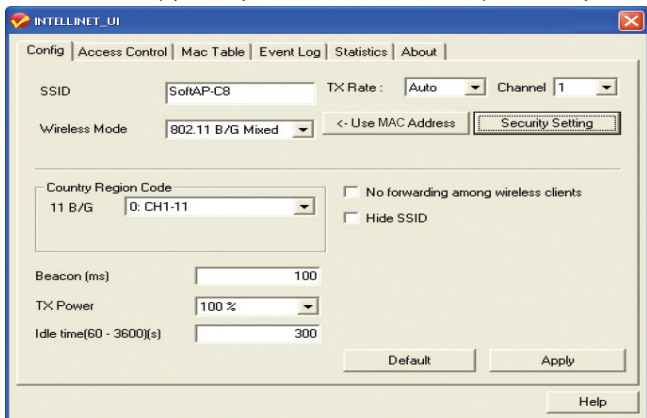 INTELLINET_UI
Config Access Control Mac Table Event Log Statistics About
SSID SoftAP-C8 TX Rate : Auto Channel 1
Wireless Mode 802.11 B/G Mixed <- Use MAC Address Security Setting
Country Region Code
11 B/G 0: CH1-11
No forwarding among wireless clients
Hide SSID
Beacon (ms) 100
TX Power 100 %
Idle time(60 - 3600)(s) 300
Default Apply
Help